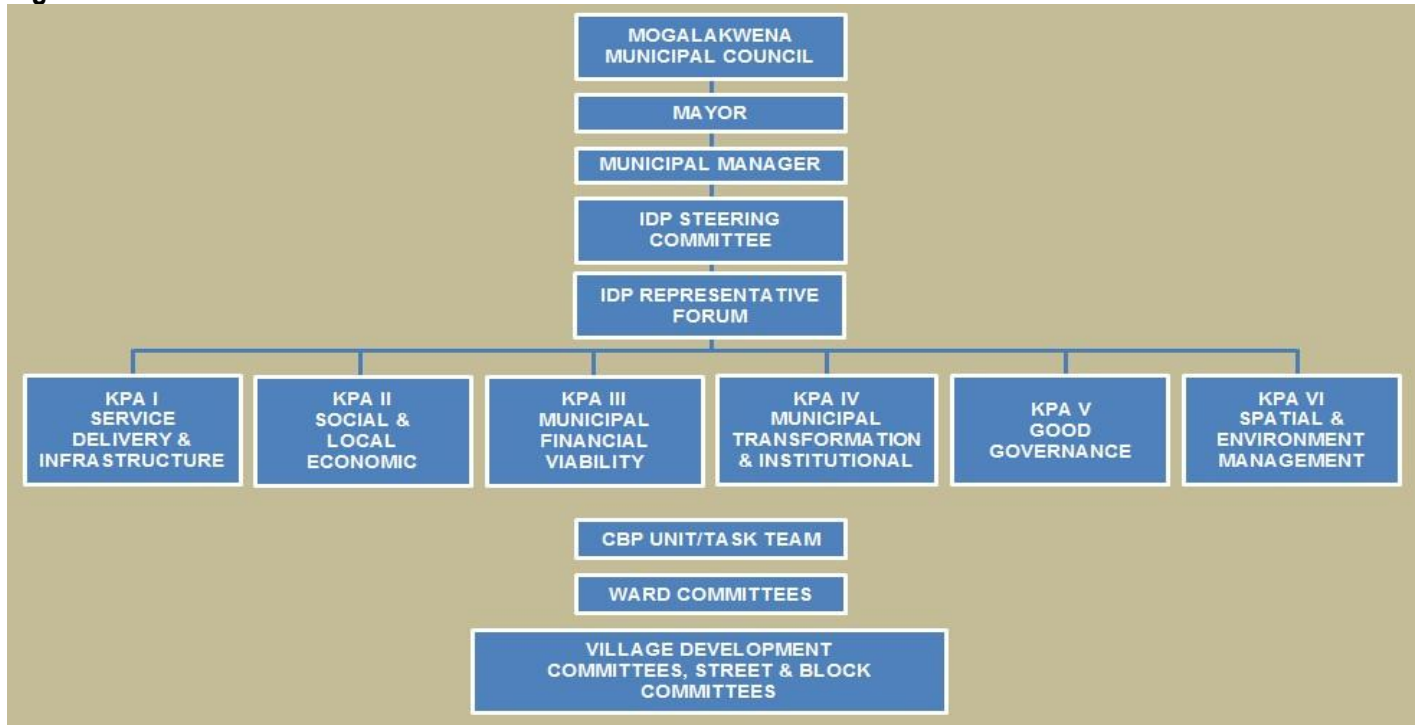 MOGALAKWENA
MUNICIPAL COUNCIL
MAYOR
MUNICIPAL MANAGER
IDP STEERING
COMMITTEE
IDP REPRESENTATIVE
FORUM
KPA I
SERVICE
DELIVERY &
INFRASTRUCTURE
KPA II
SOCIAL &
LOCAL
ECONOMIC
KPA III
MUNICIPAL
FINANCIAL
VIABILITY
KPA IV
MUNICIPAL
TRANSFORMATION
& INSTITUTIONAL
KPA V
GOOD
GOVERNANCE
KPA VI
SPATIAL &
ENVIRONMENT
MANAGEMENT
CBP UNIT/TASK TEAM
WARD COMMITTEES
VILLAGE DEVELOPMENT
COMMITTEES, STREET & BLOCK
COMMITTEES